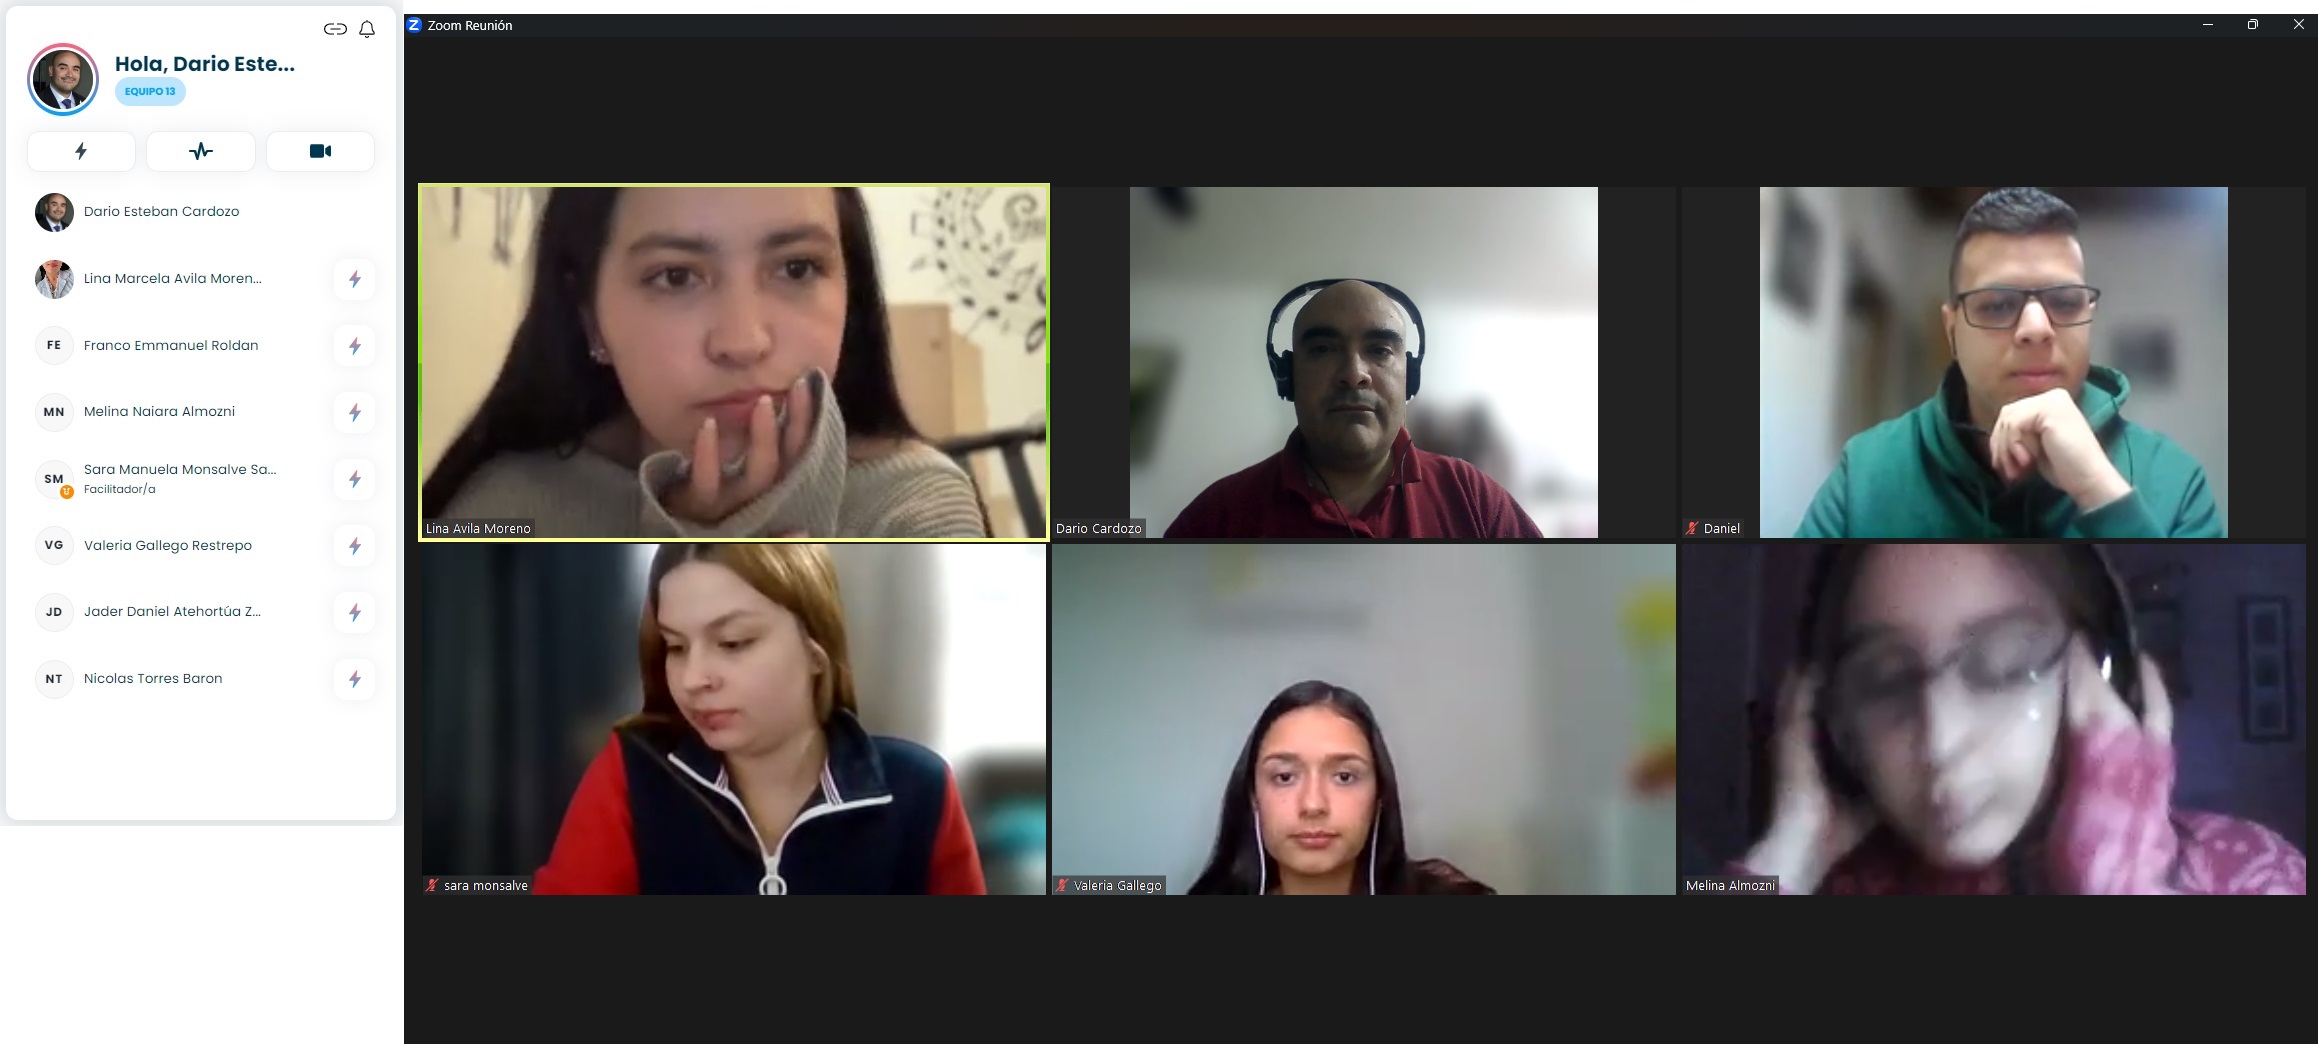 Hola, Dario Este...
EQUIPO 13
Dario Esteban Cardozo
Lina Marcela Avila Moren...
FE
Franco Emmanuel Roldan
MN
Melina Naiara Almozni
SM
Sara Manuela Monsalve Sa...
Facilitador/a
VG
Valeria Gallego Restrepo
JD
Jader Daniel Atehortúa Z...
NT
Nicolas Torres Baron
Zoom Reunión
Lina Avila Moreno
Dario Cardozo
Daniel
sara monsalve
Valeria Gallego
Melina Almozni